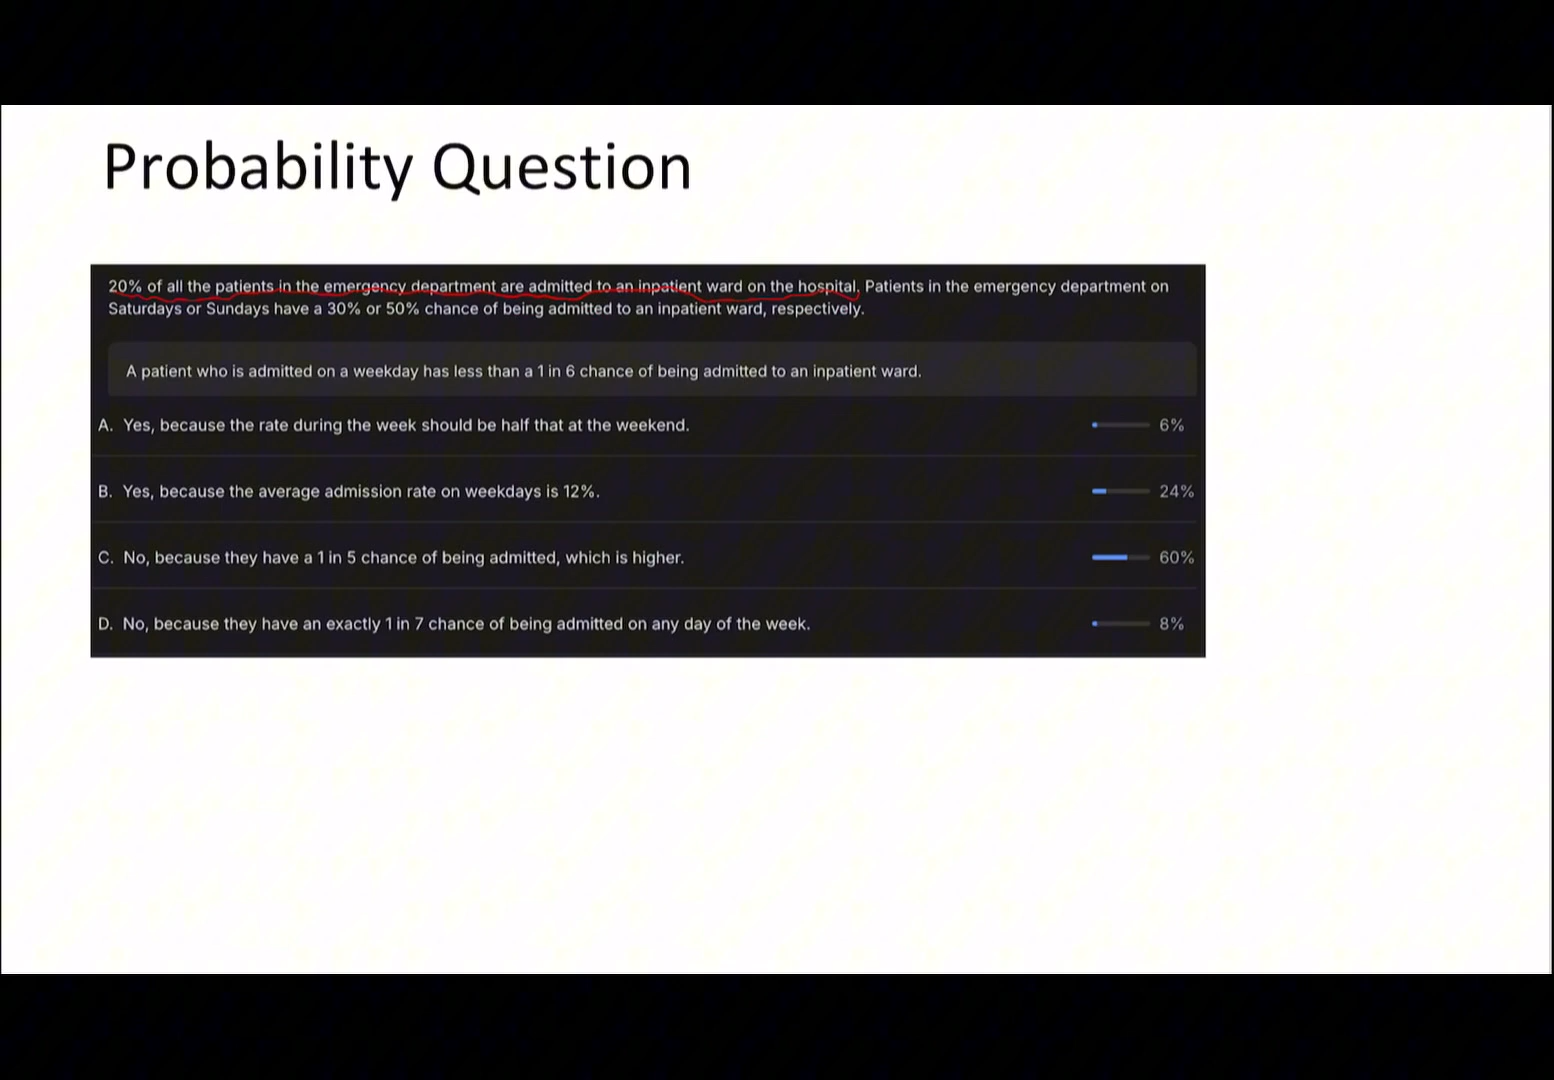 Probability Question
20% of all the patients in the emergency department are admitted to an inpatient ward on the hospital. Patients in the emergency department on
Saturdays or Sundays have a 30% or 50% chance of being admitted to an inpatient ward, respectively.
A patient who is admitted on a weekday has less than a 1 in 6 chance of being admitted to an inpatient ward.
A. Yes, because the rate during the week should be half that at the weekend. 6%
B. Yes, because the average admission rate on weekdays is 12%. 24%
C. No, because they have a 1 in 5 chance of being admitted, which is higher. 60%
D. No, because they have an exactly 1 in 7 chance of being admitted on any day of the week. 8%